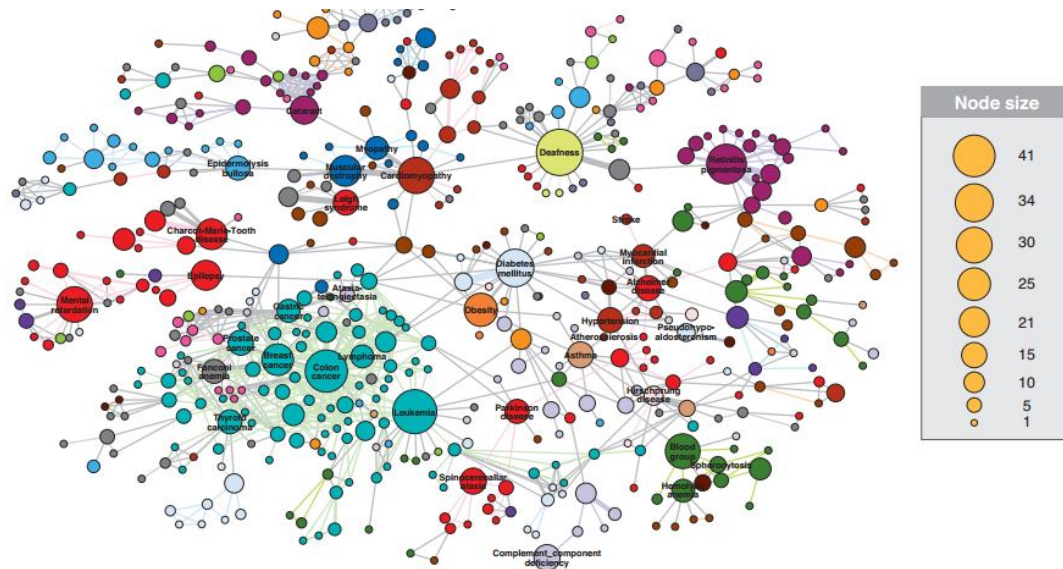 Node size
41
34
30
25
21
15
10
5
1
Cataract
Myopathy
Epidermolysis
bullosa
Muscular
dystrophy
Cardiomyopathy
Deafness
Retinitis
pigmentosa
Leigh
syndrome
Charcot-Marie-Tooth
disease
Stroke
Myocardial
infarction
Epilepsy
Diabetes
mellitus
Ataxia-
telangiectasia
Alzheimer
disease
Mental
retardation
Gastric
cancer
Obesity
Hypertension
Pseudohypo-
aldosteronism
Atherosclerosis
Prostate
cancer
Breast
cancer
Lymphoma
Asthma
Fanconi
anemia
Colon
cancer
Hirschprung
disease
Thyroid
carcinoma
Leukemia
Parkinson
disease
Blood
group
Spherocytosis
Spinocereballar
ataxia
Hemolytic
anemia
Complement_component
deficiency